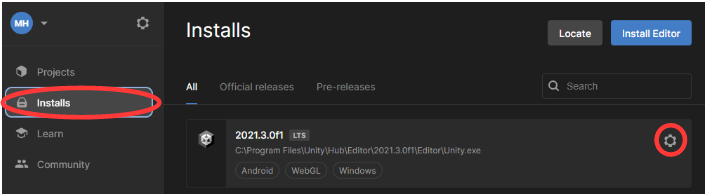 MH
Installs
Locate
Install Editor
Projects
Installs
Learn
Community
All
Official releases
Pre-releases
Search
2021.3.0f1 LTS
C:\Program Files\Unity\Hub\Editor\2021.3.0f1\Editor\Unity.exe
Android
WebGL
Windows